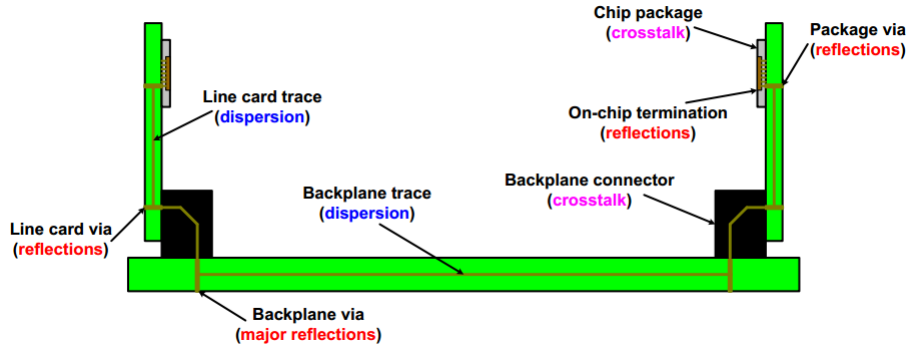 Chip package
(crosstalk)
Package via
(reflections)
Line card trace
(dispersion)
On-chip termination
(reflections)
Backplane trace
(dispersion)
Backplane connector
(crosstalk)
Line card via
(reflections)
Backplane via
(major reflections)